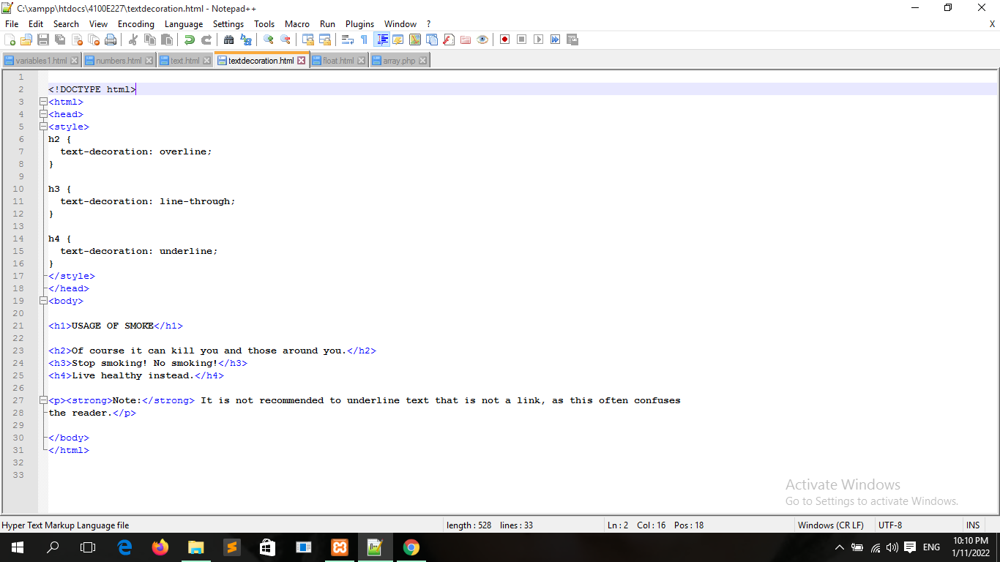 C:\xampp\htdocs\4100E227\textdecoration.html - Notepad++
File Edit Search View Encoding Language Settings Tools Macro Run Plugins Window ? X
variables1.html numbers.html text.html textdecoration.html float.html array.php
1
2 <!DOCTYPE html>
3 <html>
4 <head>
5 <style>
6 h2 {
7   text-decoration: overline;
8 }
9
10 h3 {
11   text-decoration: line-through;
12 }
13
14 h4 {
15   text-decoration: underline;
16 }
17 </style>
18 </head>
19 <body>
20
21 <h1>USAGE OF SMOKE</h1>
22
23 <h2>Of course it can kill you and those around you.</h2>
24 <h3>Stop smoking! No smoking!</h3>
25 <h4>Live healthy instead.</h4>
26
27 <p><strong>Note:</strong> It is not recommended to underline text that is not a link, as this often confuses
28 the reader.</p>
29
30 </body>
31 </html>
32
33
Activate Windows
Go to Settings to activate Windows.
Hyper Text Markup Language file length : 528 lines : 33 Ln : 2 Col : 16 Pos : 18 Windows (CR LF) UTF-8 INS
ENG 10:10 PM
1/11/2022